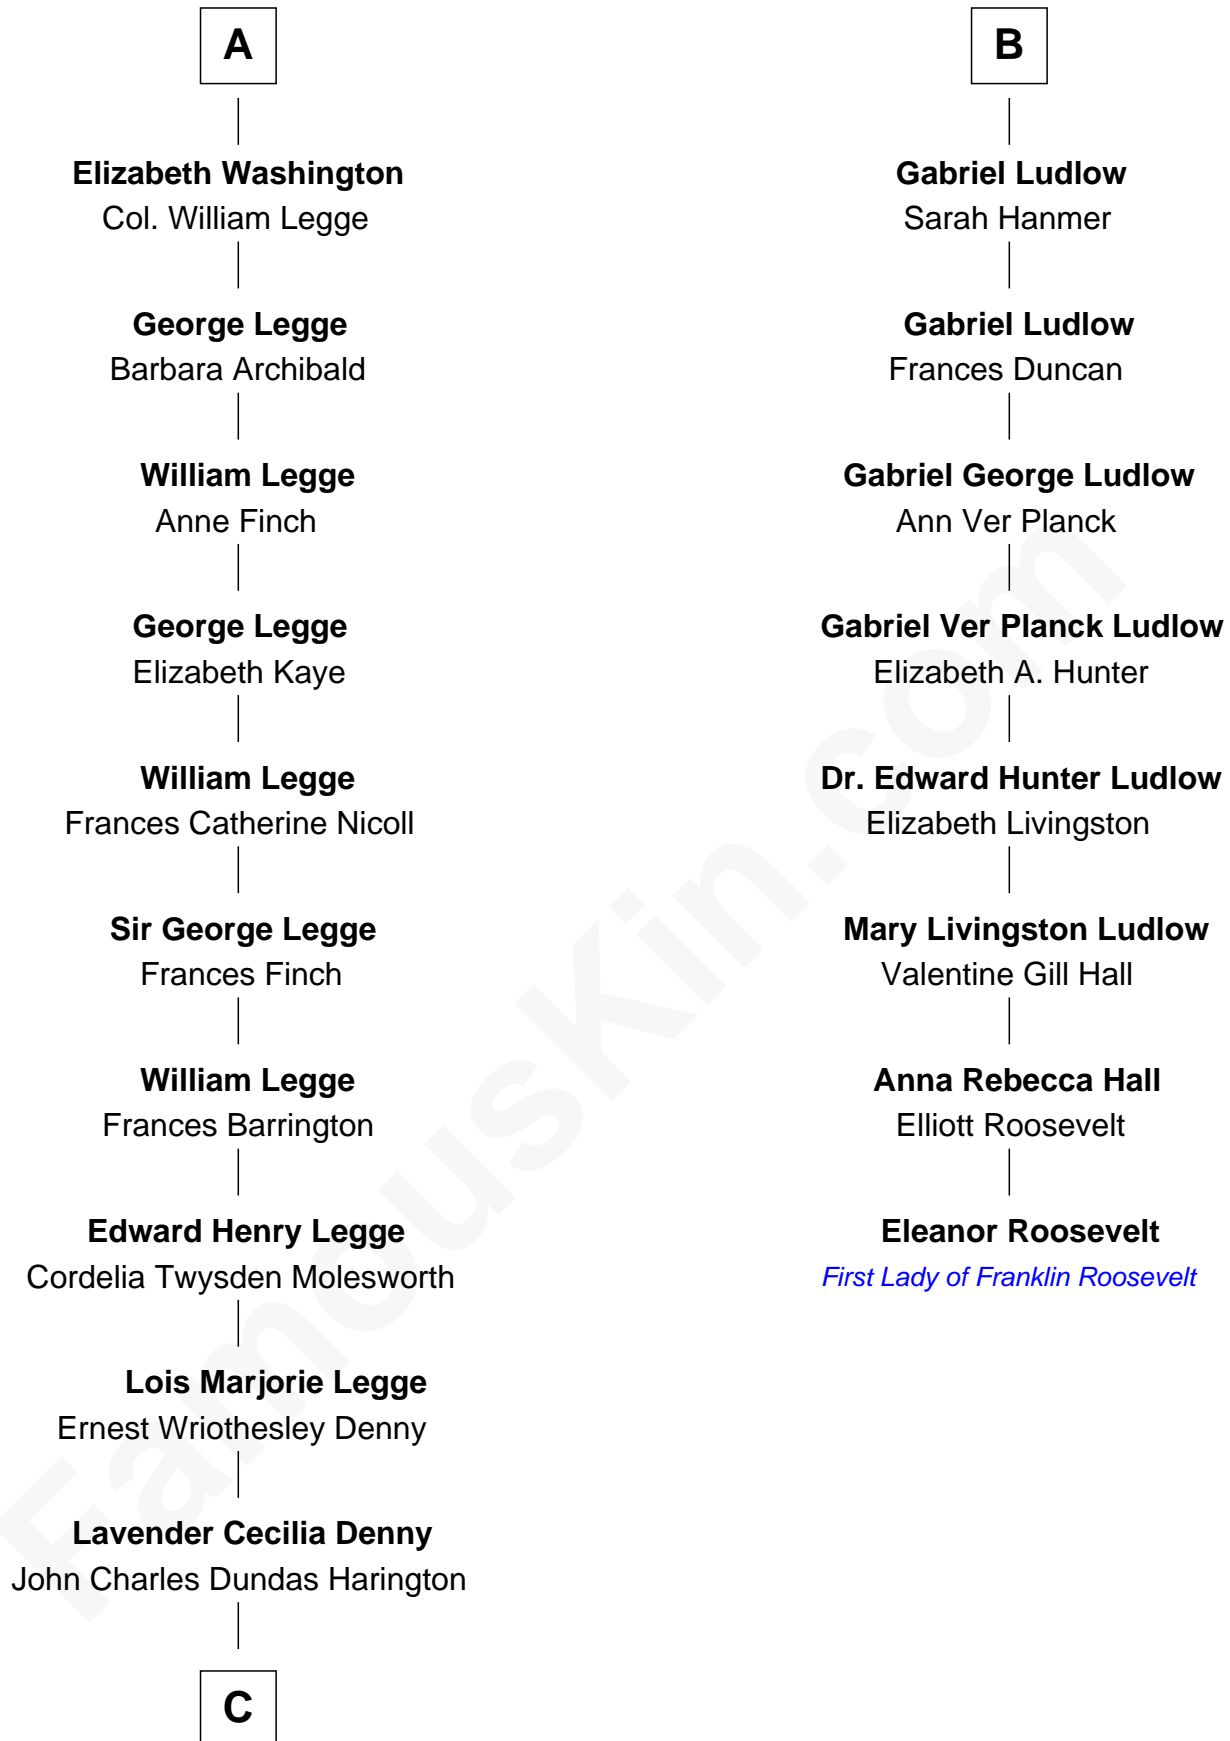 A
Elizabeth Washington
Col. William Legge
George Legge
Barbara Archibald
William Legge
Anne Finch
George Legge
Elizabeth Kaye
William Legge
Frances Catherine Nicoll
Sir George Legge
Frances Finch
William Legge
Frances Barrington
Edward Henry Legge
Cordelia Twysden Molesworth
Lois Marjorie Legge
Ernest Wriothesley Denny
Lavender Cecilia Denny
John Charles Dundas Harington
C
B
Gabriel Ludlow
Sarah Hanmer
Gabriel Ludlow
Frances Duncan
Gabriel George Ludlow
Ann Ver Planck
Gabriel Ver Planck Ludlow
Elizabeth A. Hunter
Dr. Edward Hunter Ludlow
Elizabeth Livingston
Mary Livingston Ludlow
Valentine Gill Hall
Anna Rebecca Hall
Elliott Roosevelt
Eleanor Roosevelt
First Lady of Franklin Roosevelt
FamousKin.com